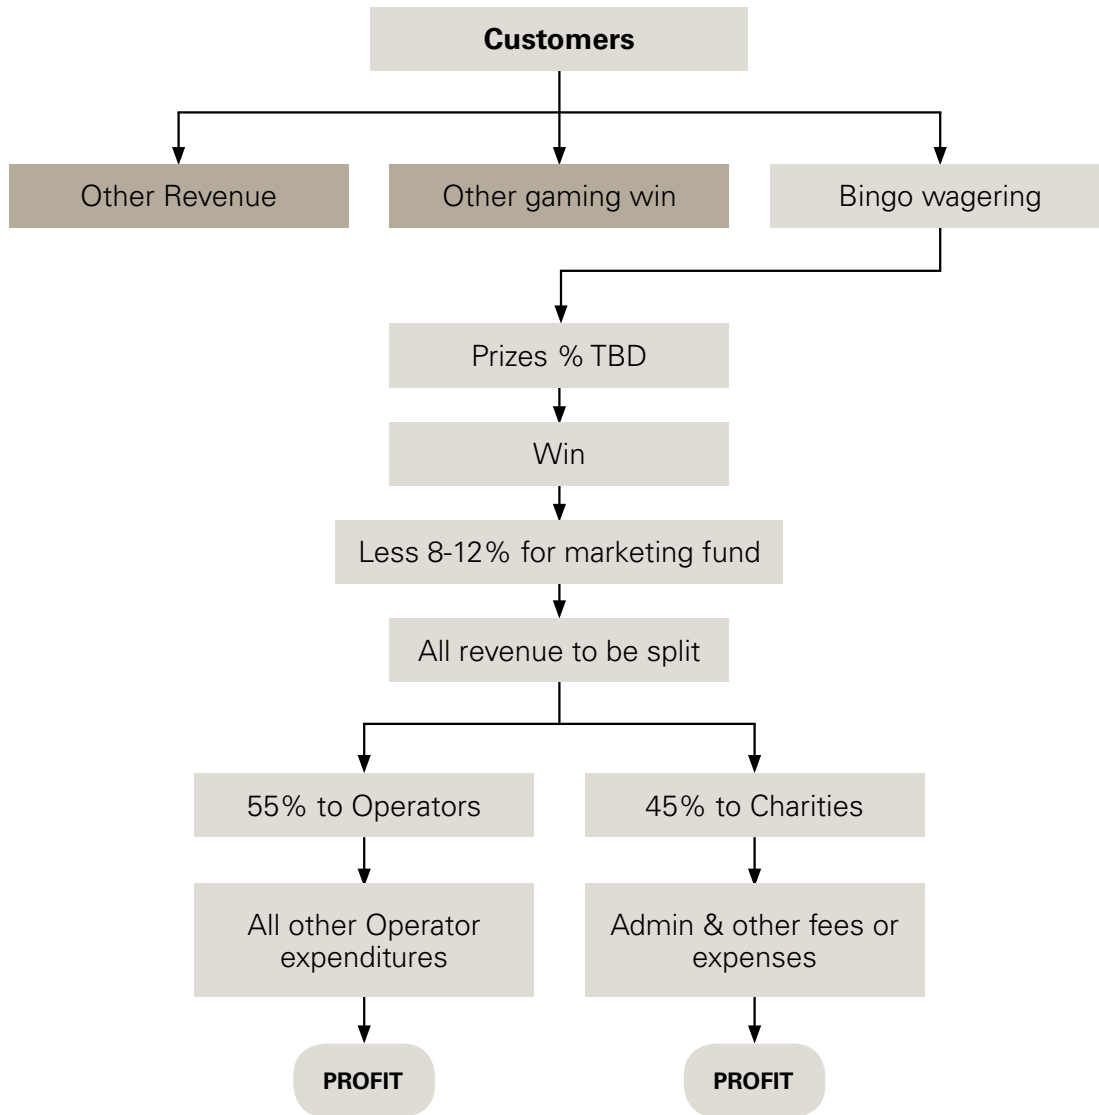 Customers
Other Revenue
Other gaming win
Bingo wagering
Prizes % TBD
Win
Less 8-12% for marketing fund
All revenue to be split
55% to Operators
45% to Charities
All other Operator
expenditures
Admin & other fees or
expenses
PROFIT
PROFIT